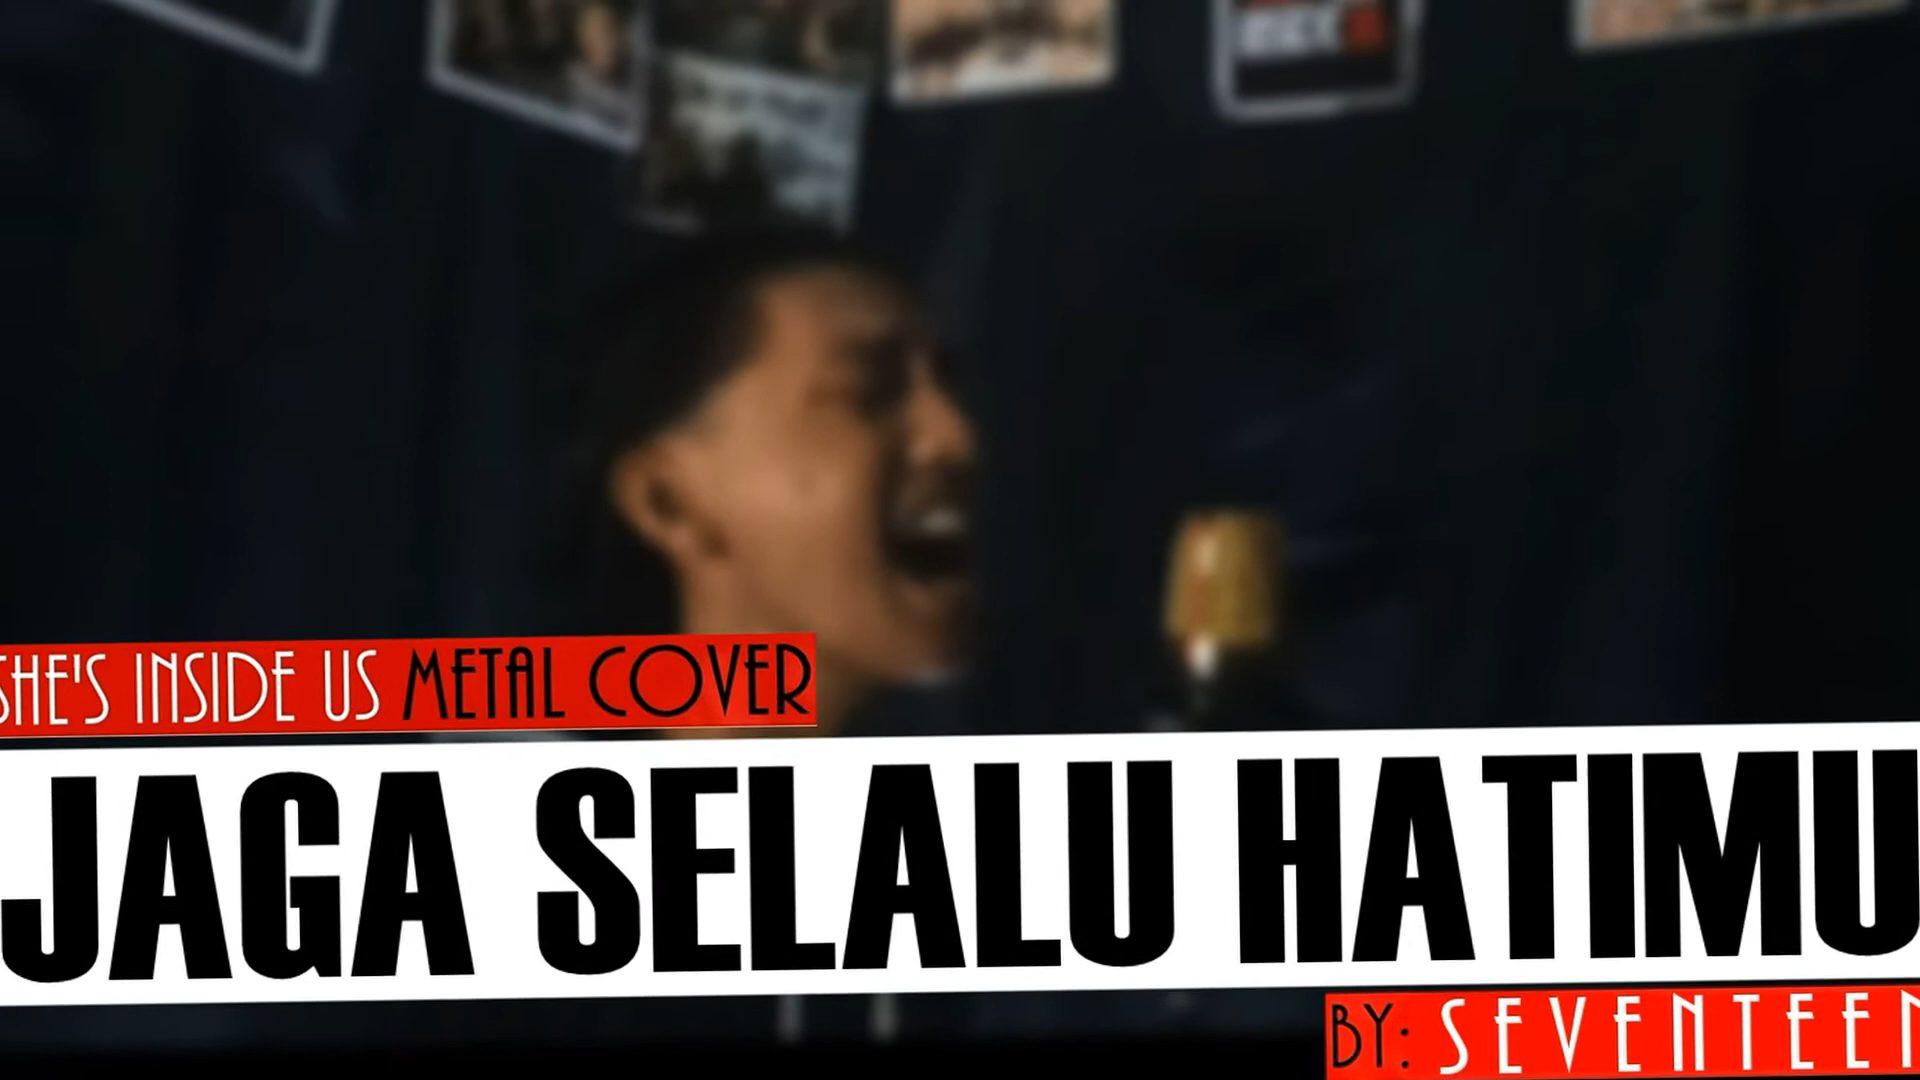 SHE'S INSIDE US METAL COVER
JAGA SELALU HATIMU
BY: SEVENTEEN